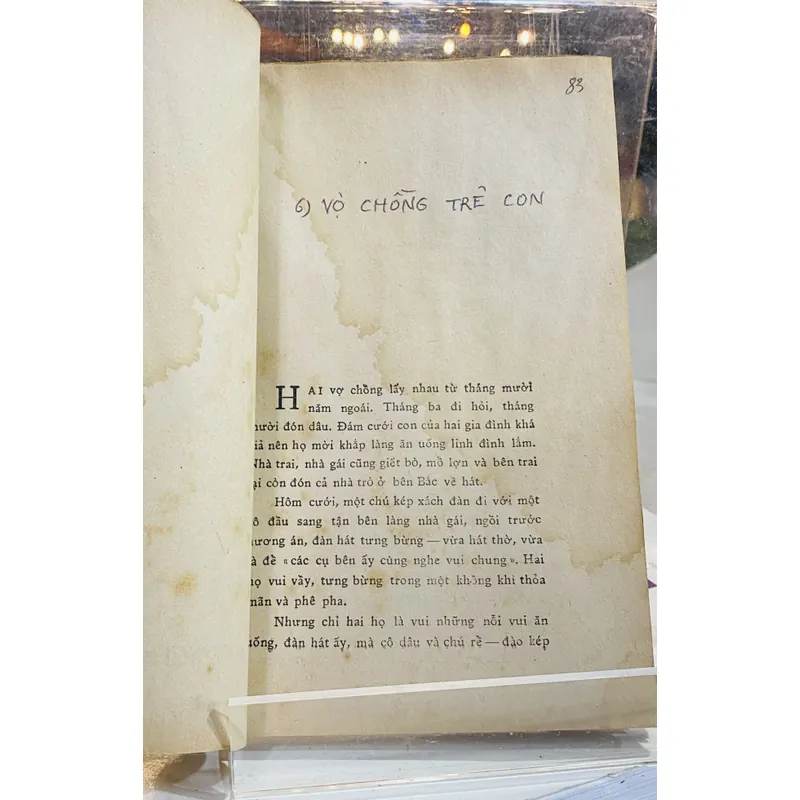 83
6) VỢ CHỒNG TRẺ CON
HAI vợ chồng lấy nhau từ tháng mười
năm ngoái. Tháng ba đi hỏi, tháng
mười đón dâu. Đám cưới con của hai gia đình khá
giả nên họ mời khắp làng ăn uống linh đình lắm.
Nhà trai, nhà gái cũng giết bò, mổ lợn và bên trai
lại còn đón cả nhà trò ở bên Bắc về hát.
Hôm cưới, một chú kép xách đàn đi với một
cô đầu sang tận bên làng nhà gái, ngồi trước
hương án, đàn hát tưng bừng — vừa hát thờ, vừa
là để «các cụ bên ấy cùng nghe vui chung». Hai
họ vui vầy, tưng bừng trong một không khí thỏa
mãn và phê pha.
Nhưng chỉ hai họ là vui những nỗi vui ăn
uống, đàn hát ấy, mà cô dâu và chú rể — đào kép